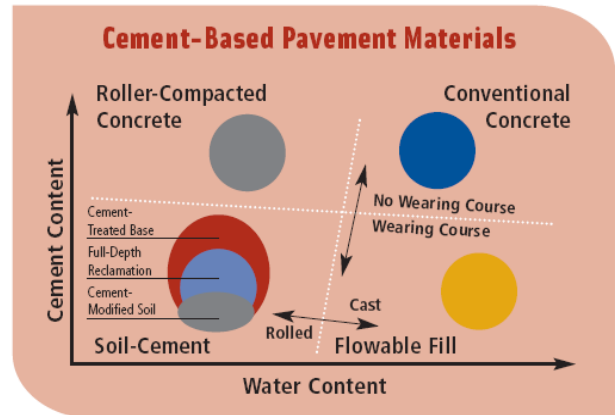 Cement-Based Pavement Materials
Roller-Compacted
Concrete
Conventional
Concrete
Cement Content
No Wearing Course
Wearing Course
Cement-
Treated Base
Full-Depth
Reclamation
Cement-
Modified Soil
Cast
Rolled
Soil-Cement
Flowable Fill
Water Content